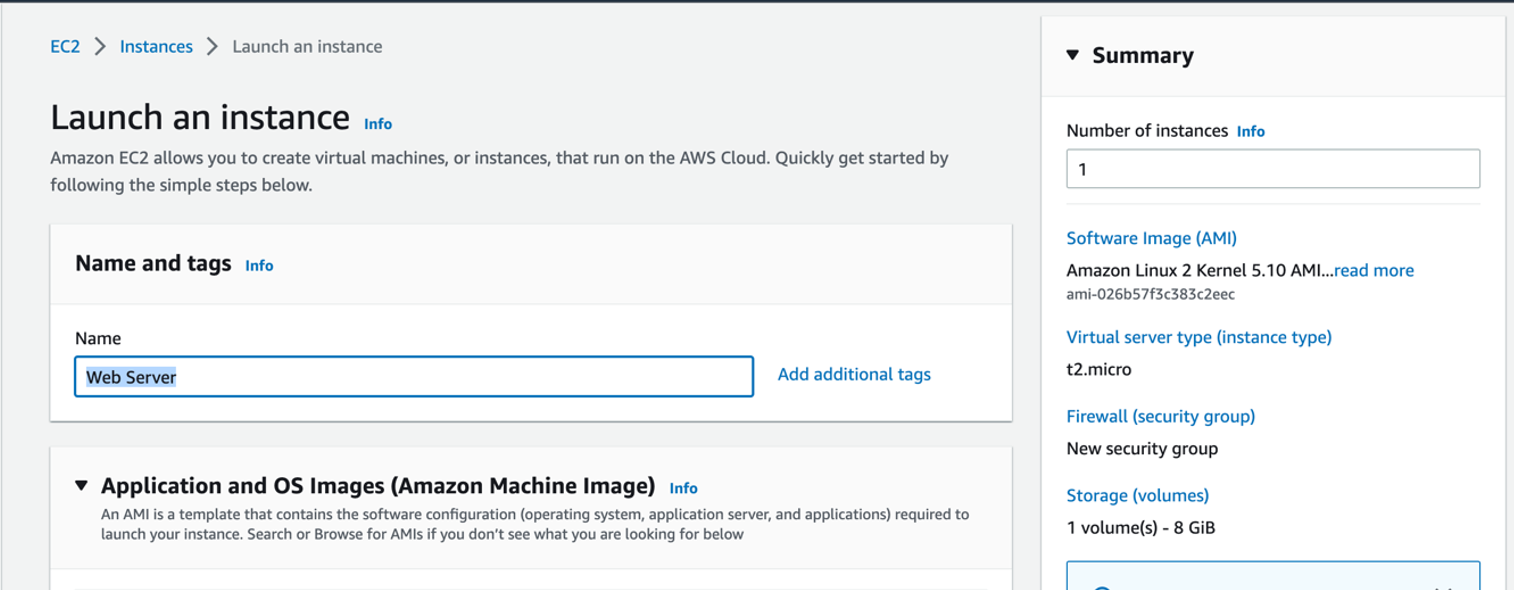 EC2 > Instances > Launch an instance
Launch an instance Info
Amazon EC2 allows you to create virtual machines, or instances, that run on the AWS Cloud. Quickly get started by
following the simple steps below.
Name and tags Info
Name
Web Server
Add additional tags
Application and OS Images (Amazon Machine Image) Info
An AMI is a template that contains the software configuration (operating system, application server, and applications) required to
launch your instance. Search or Browse for AMIs if you don’t see what you are looking for below
Summary
Number of instances Info
1
Software Image (AMI)
Amazon Linux 2 Kernel 5.10 AMI...read more
ami-026b57f3c383c2eec
Virtual server type (instance type)
t2.micro
Firewall (security group)
New security group
Storage (volumes)
1 volume(s) - 8 GiB